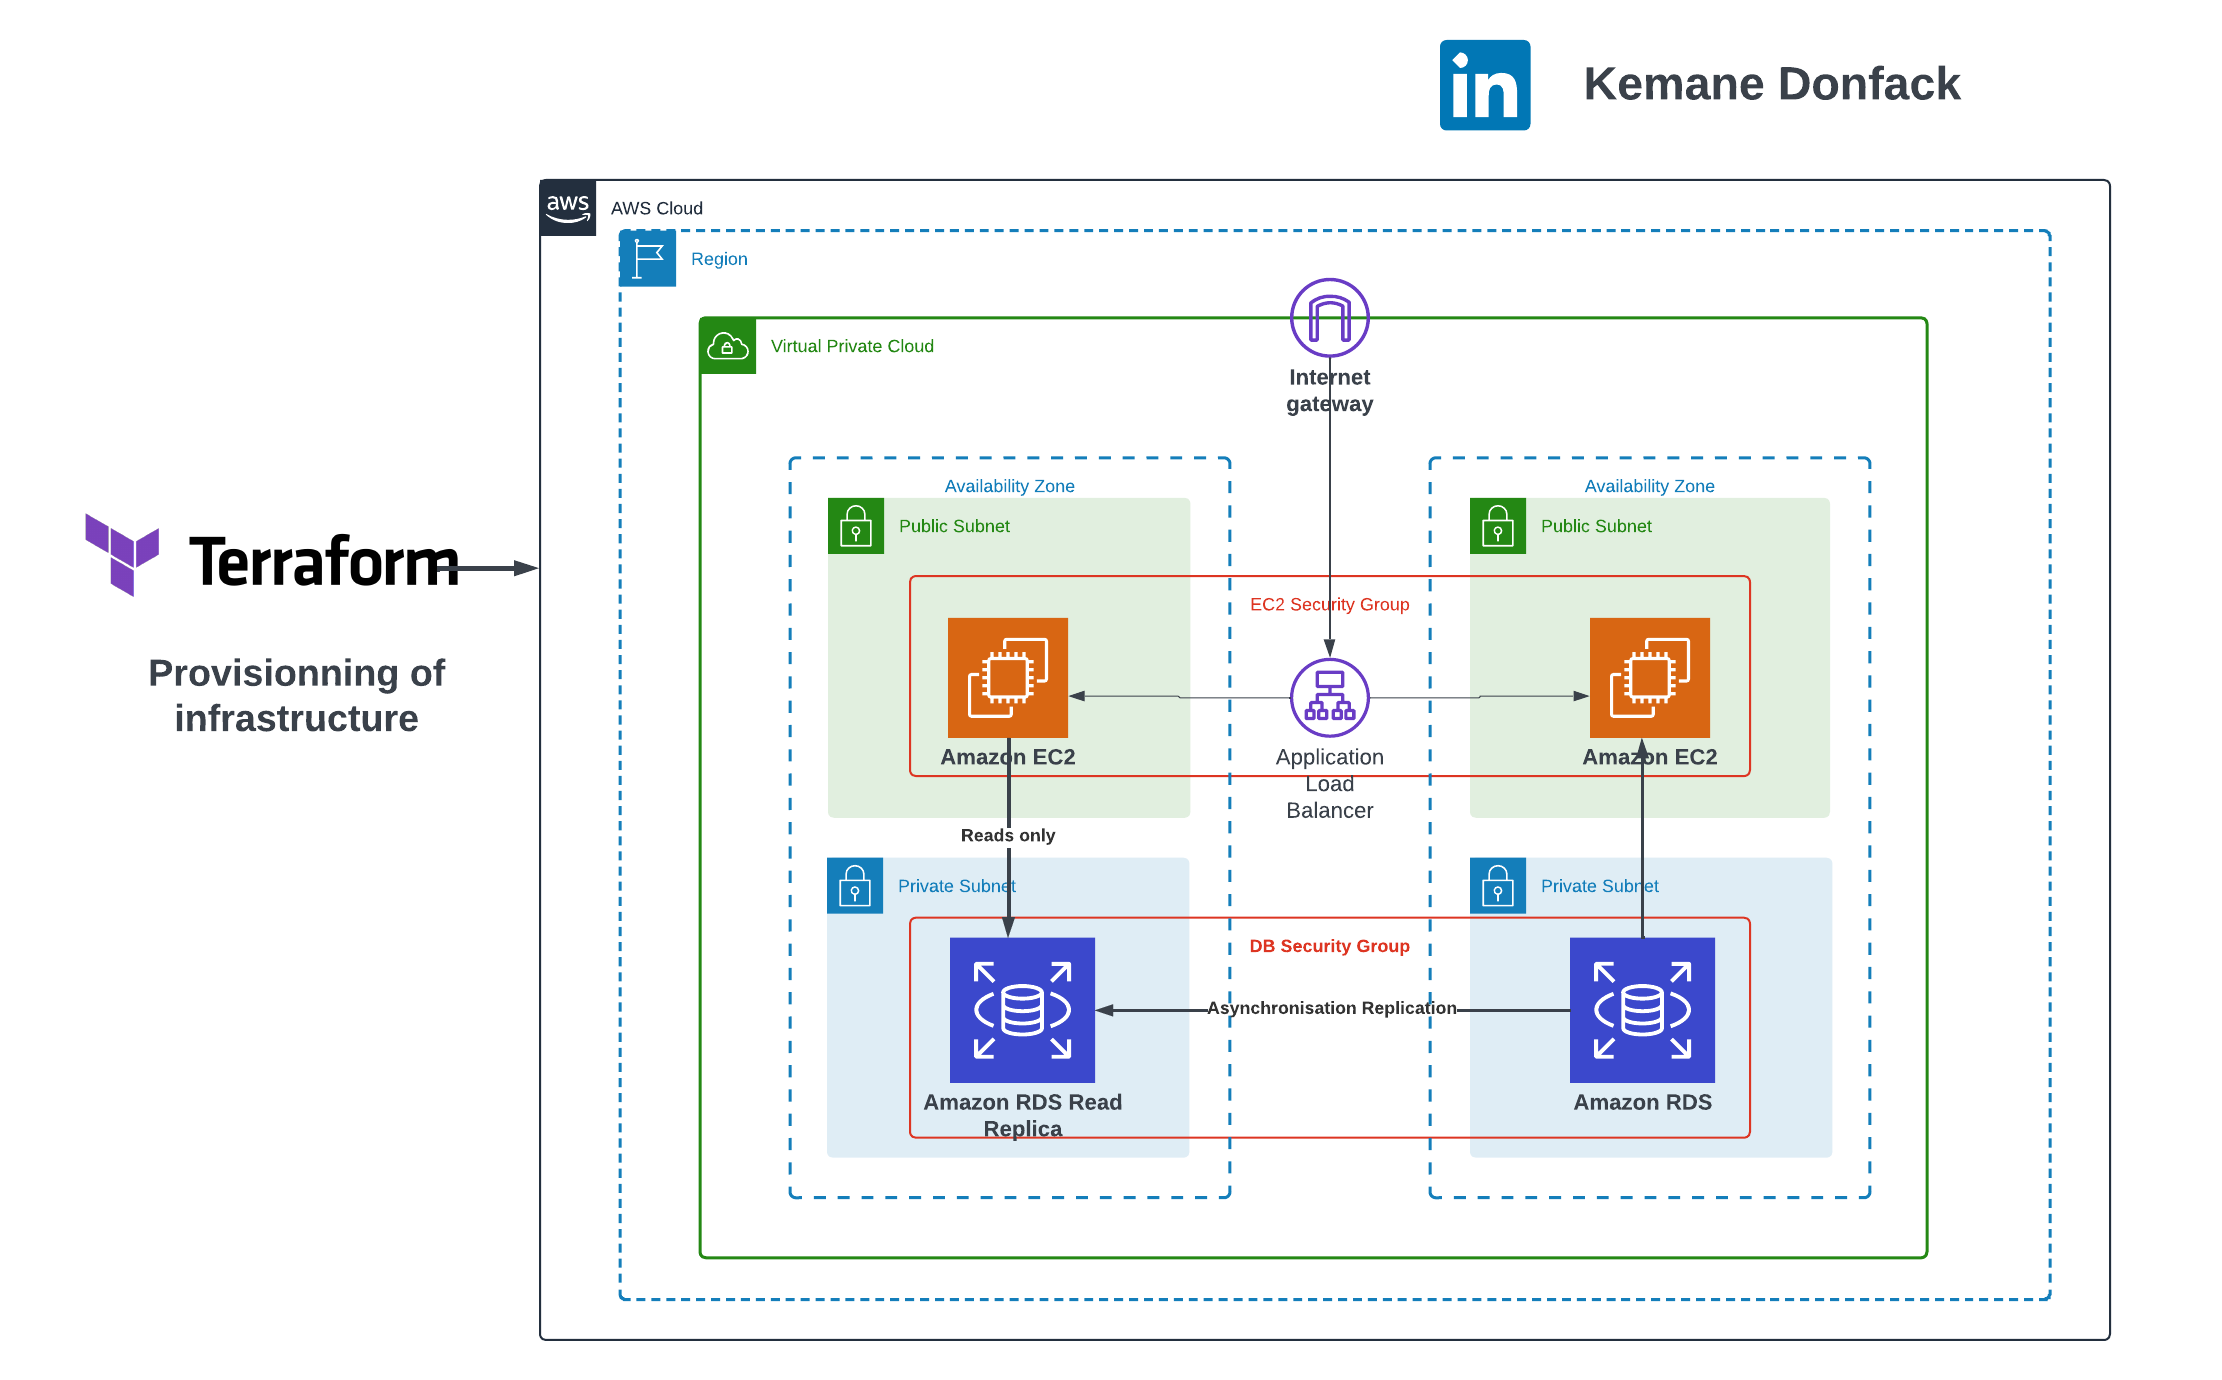 in
Kemane Donfack
aws
AWS Cloud
Region
Virtual Private Cloud
Internet
gateway
Availability Zone
Availability Zone
Public Subnet
Public Subnet
Terraform
Provisionning of
infrastructure
EC2 Security Group
Amazon EC2
Application
Load
Balancer
Amazon EC2
Reads only
Private Subnet
Private Subnet
DB Security Group
Asynchronisation Replication
Amazon RDS Read
Replica
Amazon RDS